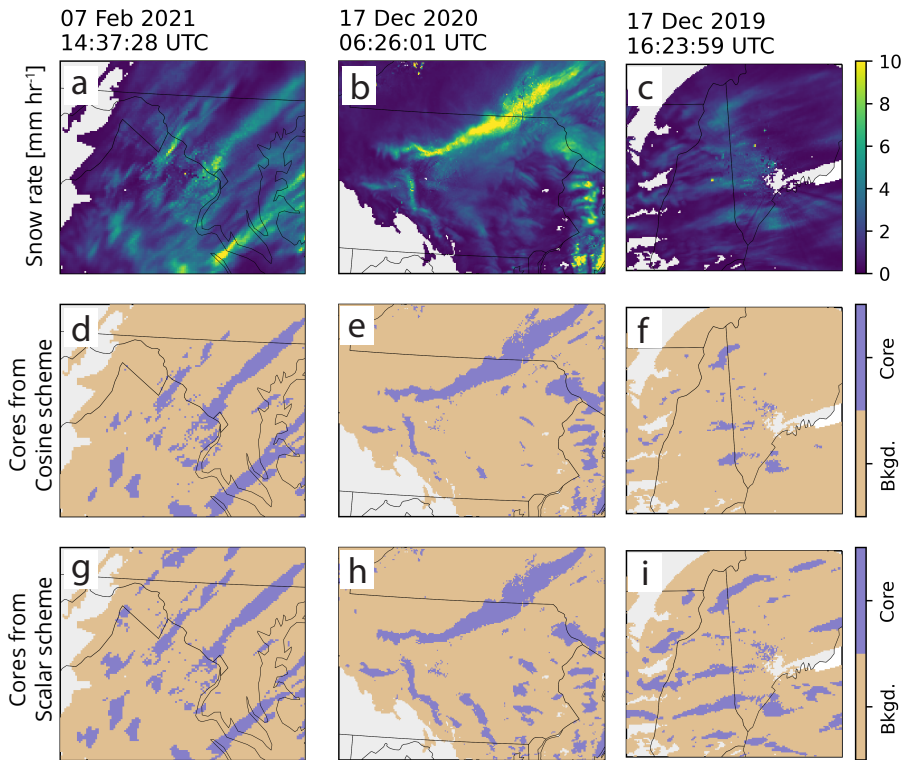 07 Feb 2021
14:37:28 UTC
17 Dec 2020
06:26:01 UTC
17 Dec 2019
16:23:59 UTC
Snow rate [mm hr⁻¹]
a
b
c
10
8
6
4
2
0
Cores from
Cosine scheme
d
e
f
Core
Bkgd.
Cores from
Scalar scheme
g
h
i
Core
Bkgd.